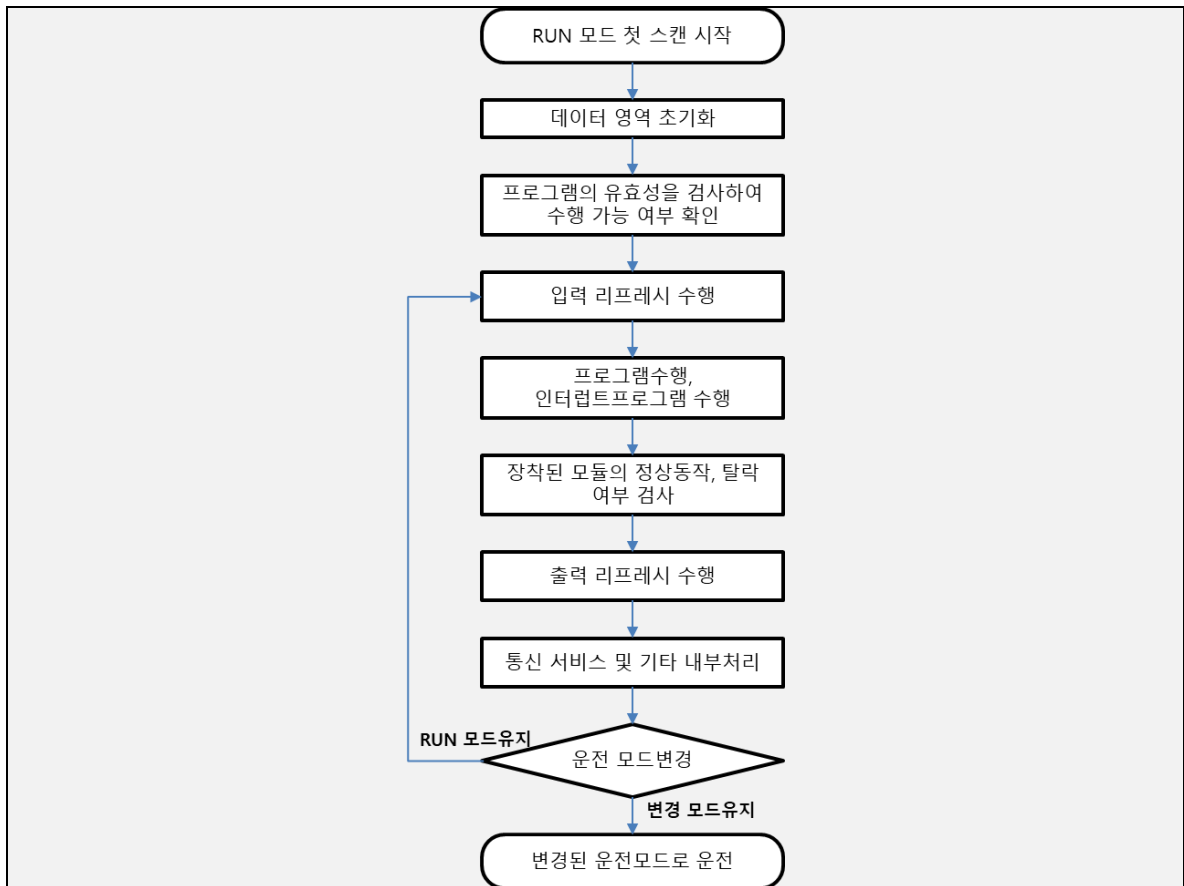 RUN 모드 첫 스캔 시작
데이터 영역 초기화
프로그램의 유효성을 검사하여
수행 가능 여부 확인
입력 리프레시 수행
프로그램수행,
인터럽트프로그램 수행
장착된 모듈의 정상동작, 탈락
여부 검사
출력 리프레시 수행
통신 서비스 및 기타 내부처리
RUN 모드유지
운전 모드변경
변경 모드유지
변경된 운전모드로 운전